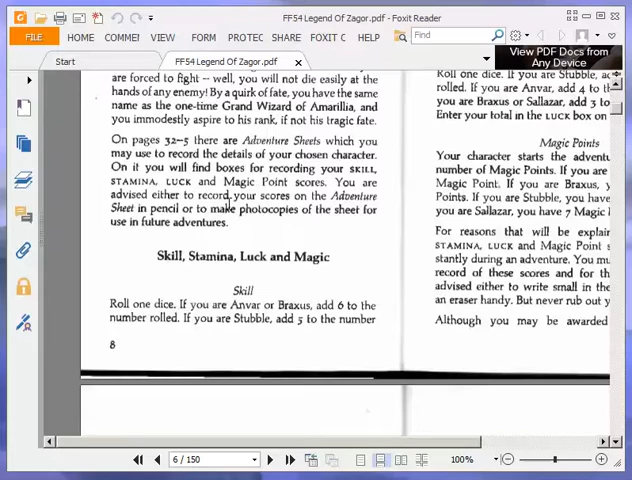 FF54 Legend Of Zagor.pdf - Foxit Reader
FILE
HOME
COMMEI
VIEW
FORM
PROTEC
SHARE
FOXIT C
HELP
Find
Start
FF54 Legend Of Zagor.pdf
View PDF Docs from
Any Device
are forced to fight – well, you will not die easily at the
hands of any enemy! By a quirk of fate, you have the same
name as the one-time Grand Wizard of Amarillia, and
you immodestly aspire to his rank, if not his tragic fate.
On pages 32–5 there are Adventure Sheets which you
may use to record the details of your chosen character.
On it you will find boxes for recording your SKILL,
STAMINA, LUCK and Magic Point scores. You are
advised either to record your scores on the Adventure
Sheet in pencil or to make photocopies of the sheet for
use in future adventures.
Skill, Stamina, Luck and Magic
Skill
Roll one dice. If you are Anvar or Braxus, add 6 to the
number rolled. If you are Stubble, add 5 to the number
8
Roll one dice. If you are Stubble, ac
rolled. If you are Anvar, add 4 to th
you are Braxus or Sallazar, add 3 to
Enter your total in the LUCK box on
Magic Points
Your character starts the adventu
number of Magic Points. If you are
Magic Point. If you are Braxus, y
Points. If you are Stubble, you have
you are Sallazar, you have 7 Magic
For reasons that will be explain
STAMINA, LUCK and Magic Point s
stantly during an adventure. You mu
record of these scores and for th
advised either to write small in the
an eraser handy. But never rub out y
Although you may be awarded
6 / 150
100%